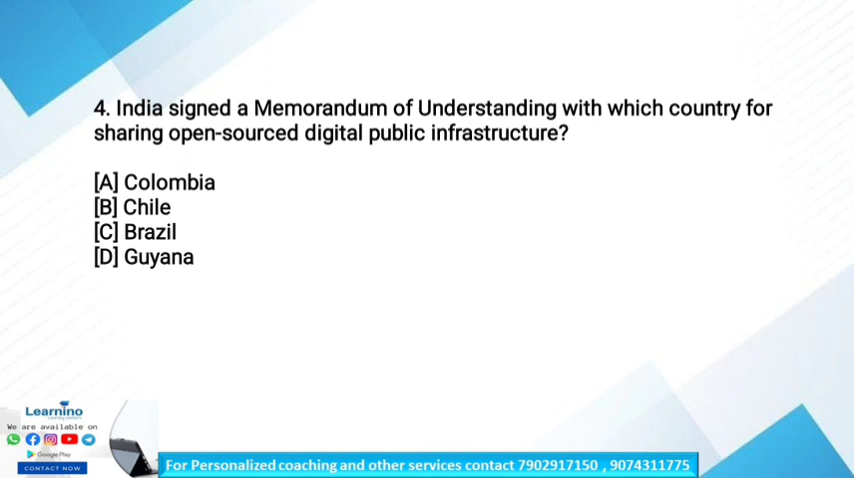 4. India signed a Memorandum of Understanding with which country for
sharing open-sourced digital public infrastructure?
[A] Colombia
[B] Chile
[C] Brazil
[D] Guyana
Learnino
We are available on
Google Play
CONTACT NOW
For Personalized coaching and other services contact 7902917150 , 9074311775